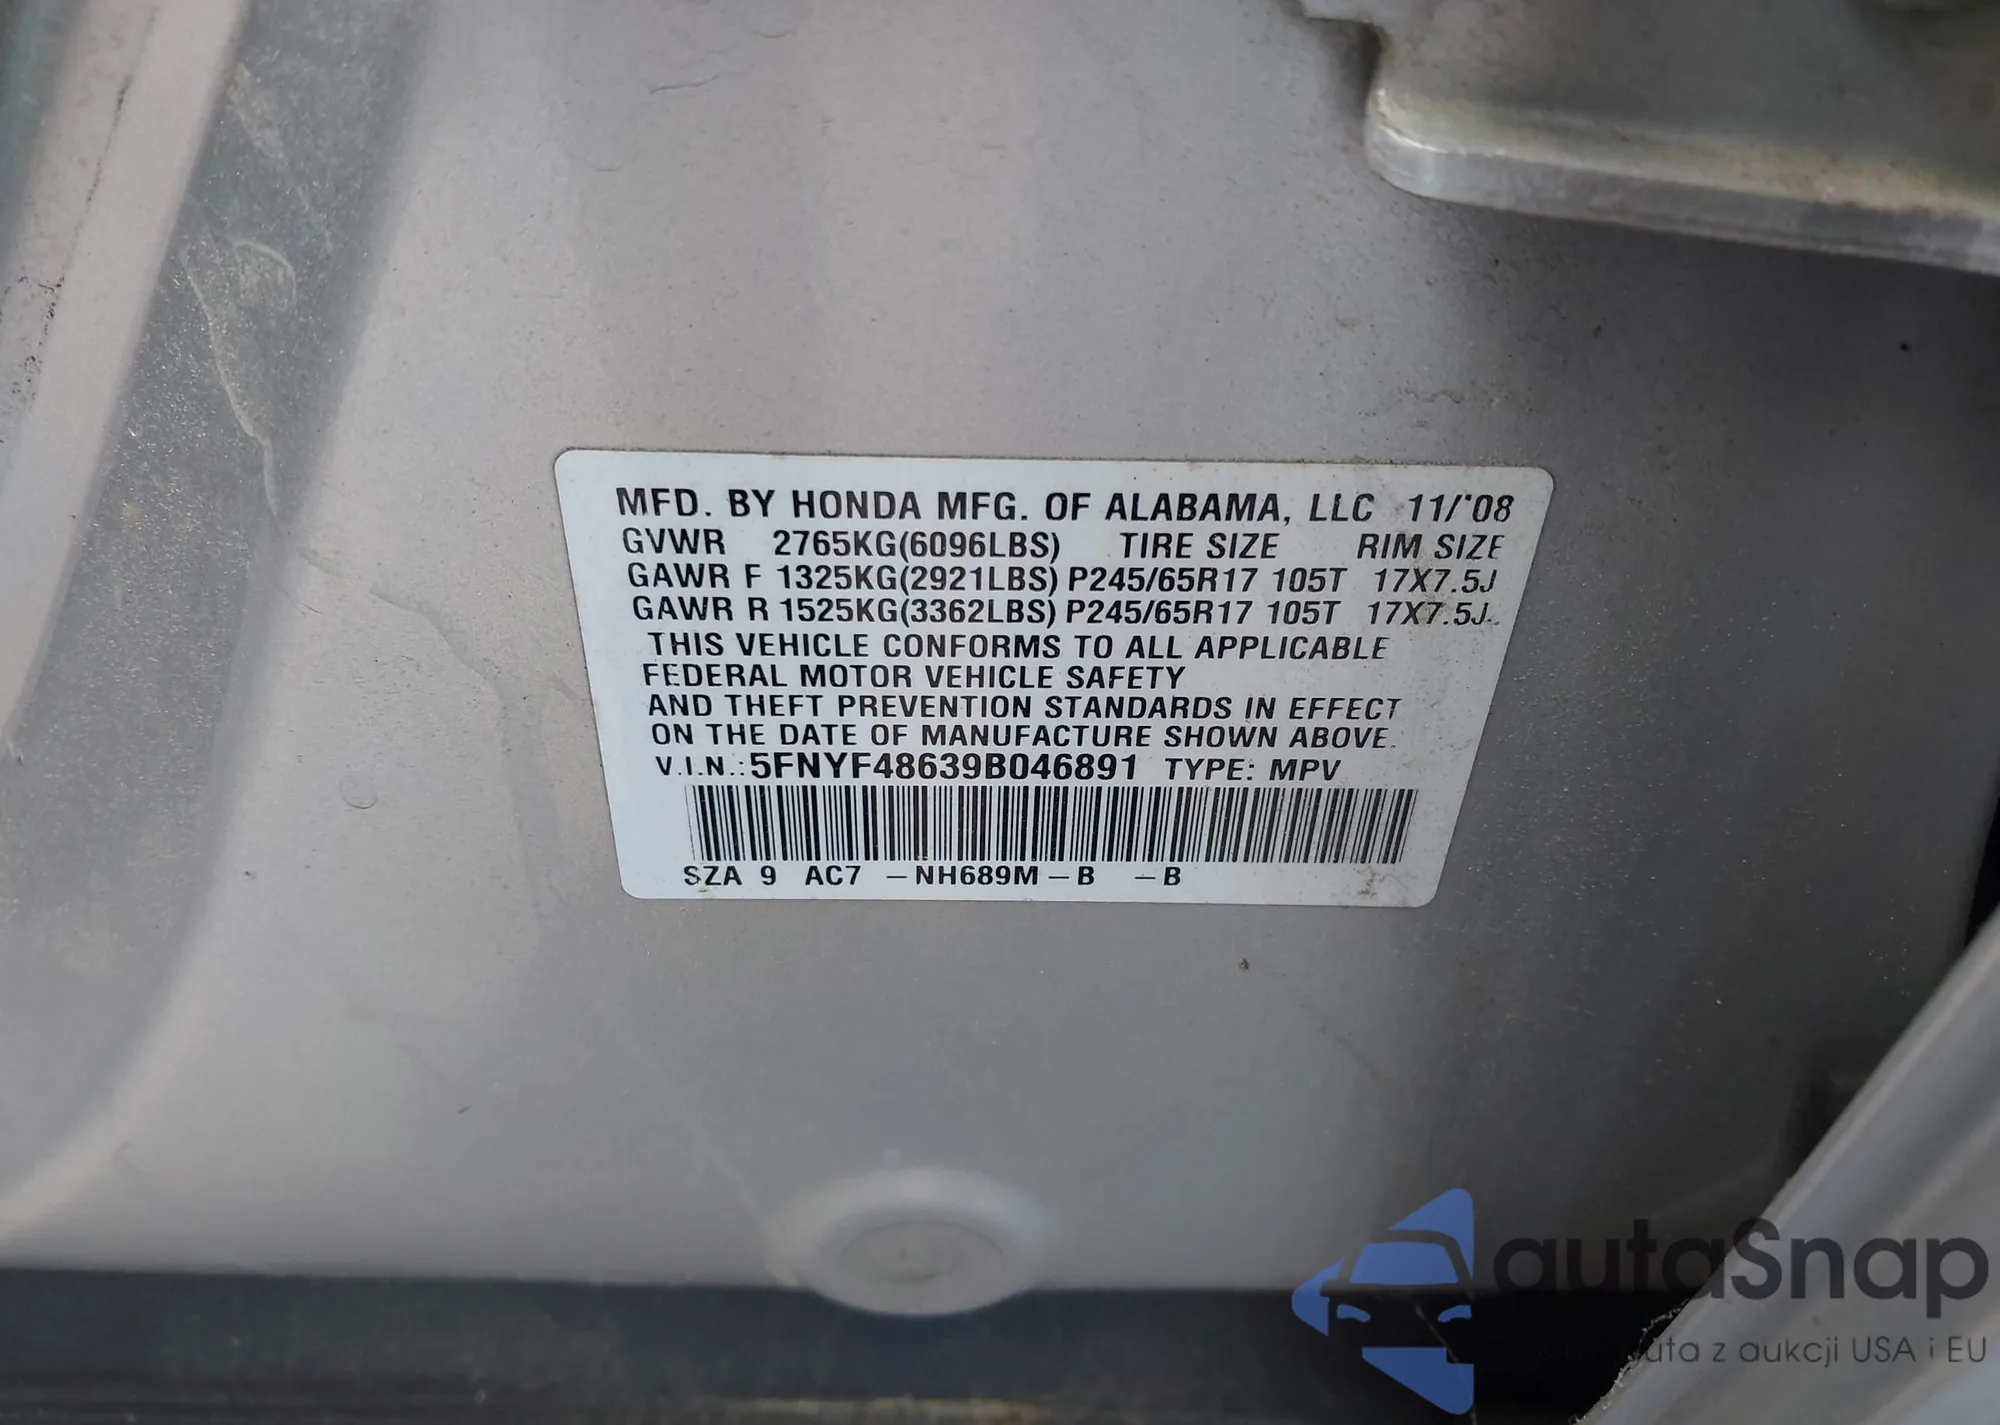 MFD. BY HONDA MFG. OF ALABAMA, LLC 11/'08
GVWR 2765KG(6096LBS) TIRE SIZE RIM SIZE
GAWR F 1325KG(2921LBS) P245/65R17 105T 17X7.5J
GAWR R 1525KG(3362LBS) P245/65R17 105T 17X7.5J
THIS VEHICLE CONFORMS TO ALL APPLICABLE
FEDERAL MOTOR VEHICLE SAFETY
AND THEFT PREVENTION STANDARDS IN EFFECT
ON THE DATE OF MANUFACTURE SHOWN ABOVE.
V.I.N.: 5FNYF48639B046891 TYPE: MPV
SZA 9 AC7 -NH689M-B -B
autaSnap
auta z aukcji USA i EU